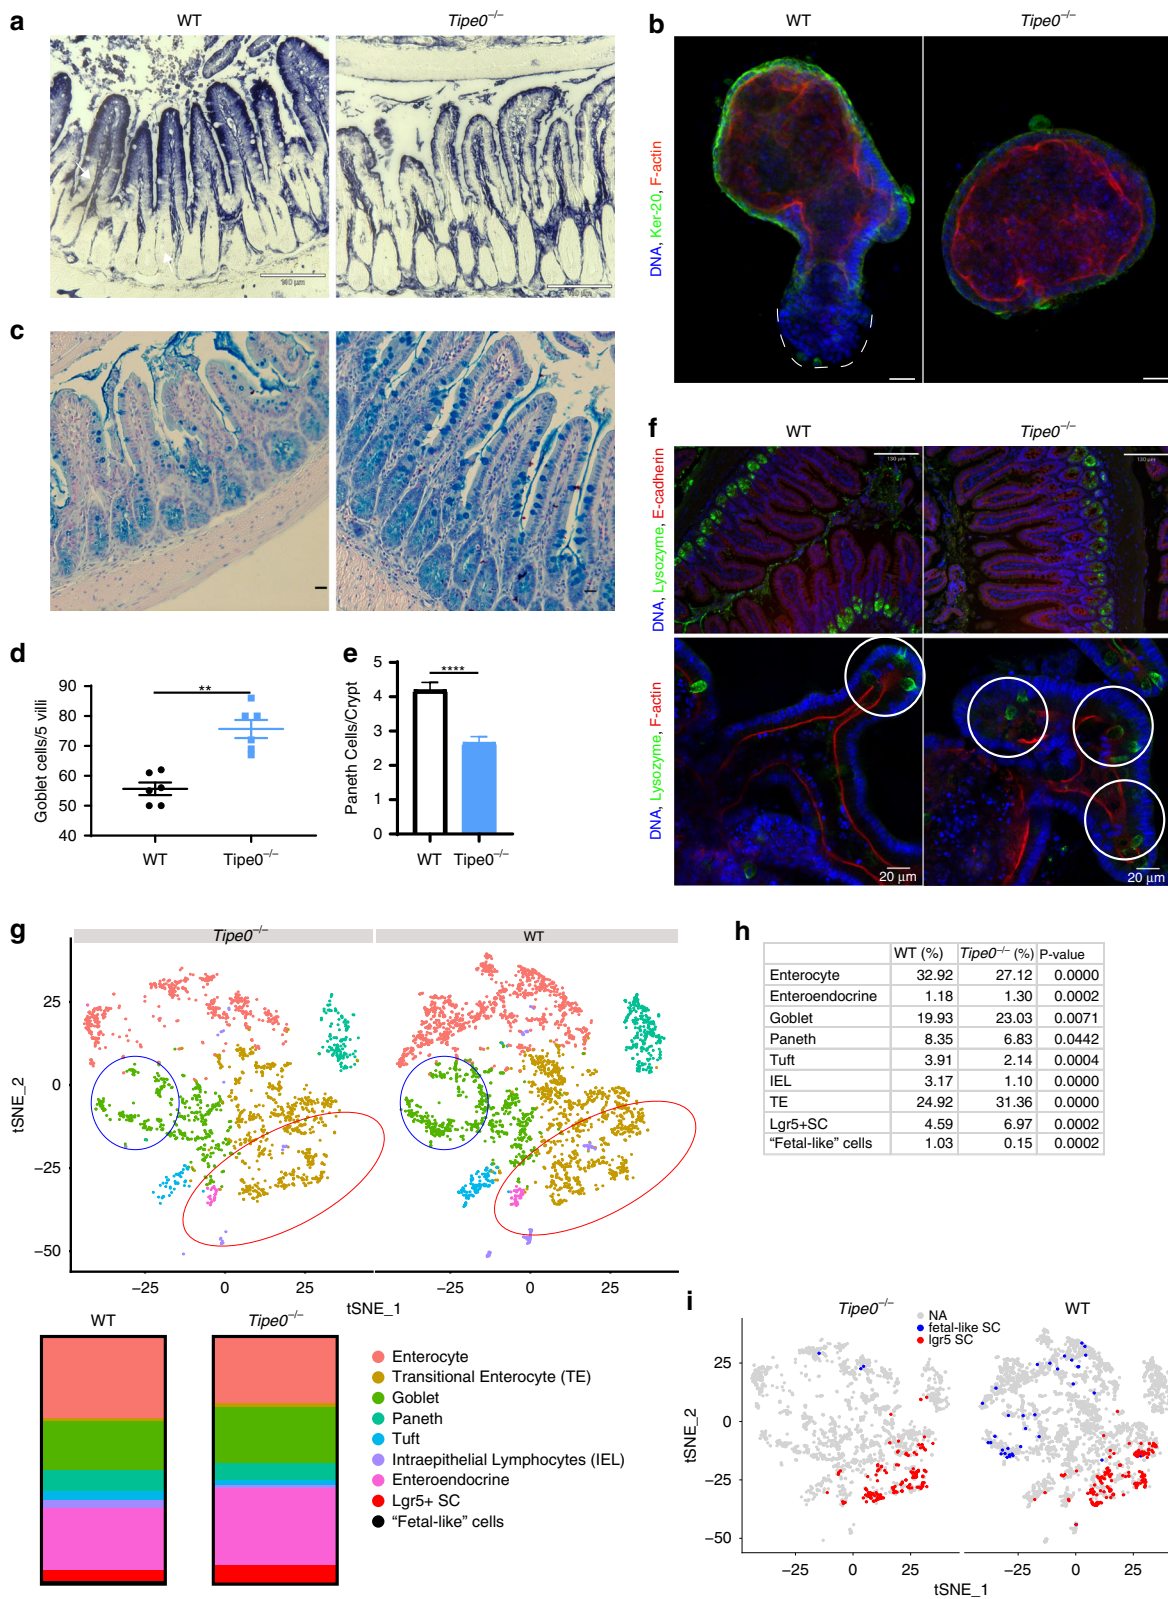 a
WT
Tipe0⁻/⁻
b
WT
Tipe0⁻/⁻
DNA, Ker-20, F-actin
c
d
Goblet cells/5 villi
90
80
70
60
50
40
**
WT
Tipe0⁻/⁻
e
Paneth Cells/Crypt
5
4
3
2
1
0
****
WT
Tipe0⁻/⁻
f
WT
Tipe0⁻/⁻
DNA, Lysozyme, E-cadherin
130 µm
130 µm
DNA, Lysozyme, F-actin
20 µm
20 µm
g
Tipe0⁻/⁻
WT
tSNE_2
25
0
−25
−50
−25
0
25
−25
0
25
tSNE_1
WT
Tipe0⁻/⁻
Enterocyte
Transitional Enterocyte (TE)
Goblet
Paneth
Tuft
Intraepithelial Lymphocytes (IEL)
Enteroendocrine
Lgr5+ SC
“Fetal-like” cells
h
WT (%) Tipe0⁻/⁻ (%) P-value
Enterocyte 32.92 27.12 0.0000
Enteroendocrine 1.18 1.30 0.0002
Goblet 19.93 23.03 0.0071
Paneth 8.35 6.83 0.0442
Tuft 3.91 2.14 0.0004
IEL 3.17 1.10 0.0000
TE 24.92 31.36 0.0000
Lgr5+SC 4.59 6.97 0.0002
“Fetal-like” cells 1.03 0.15 0.0002
i
Tipe0⁻/⁻
WT
NA
fetal-like SC
lgr5 SC
tSNE_2
25
0
−25
−50
−25
0
25
−25
0
25
tSNE_1